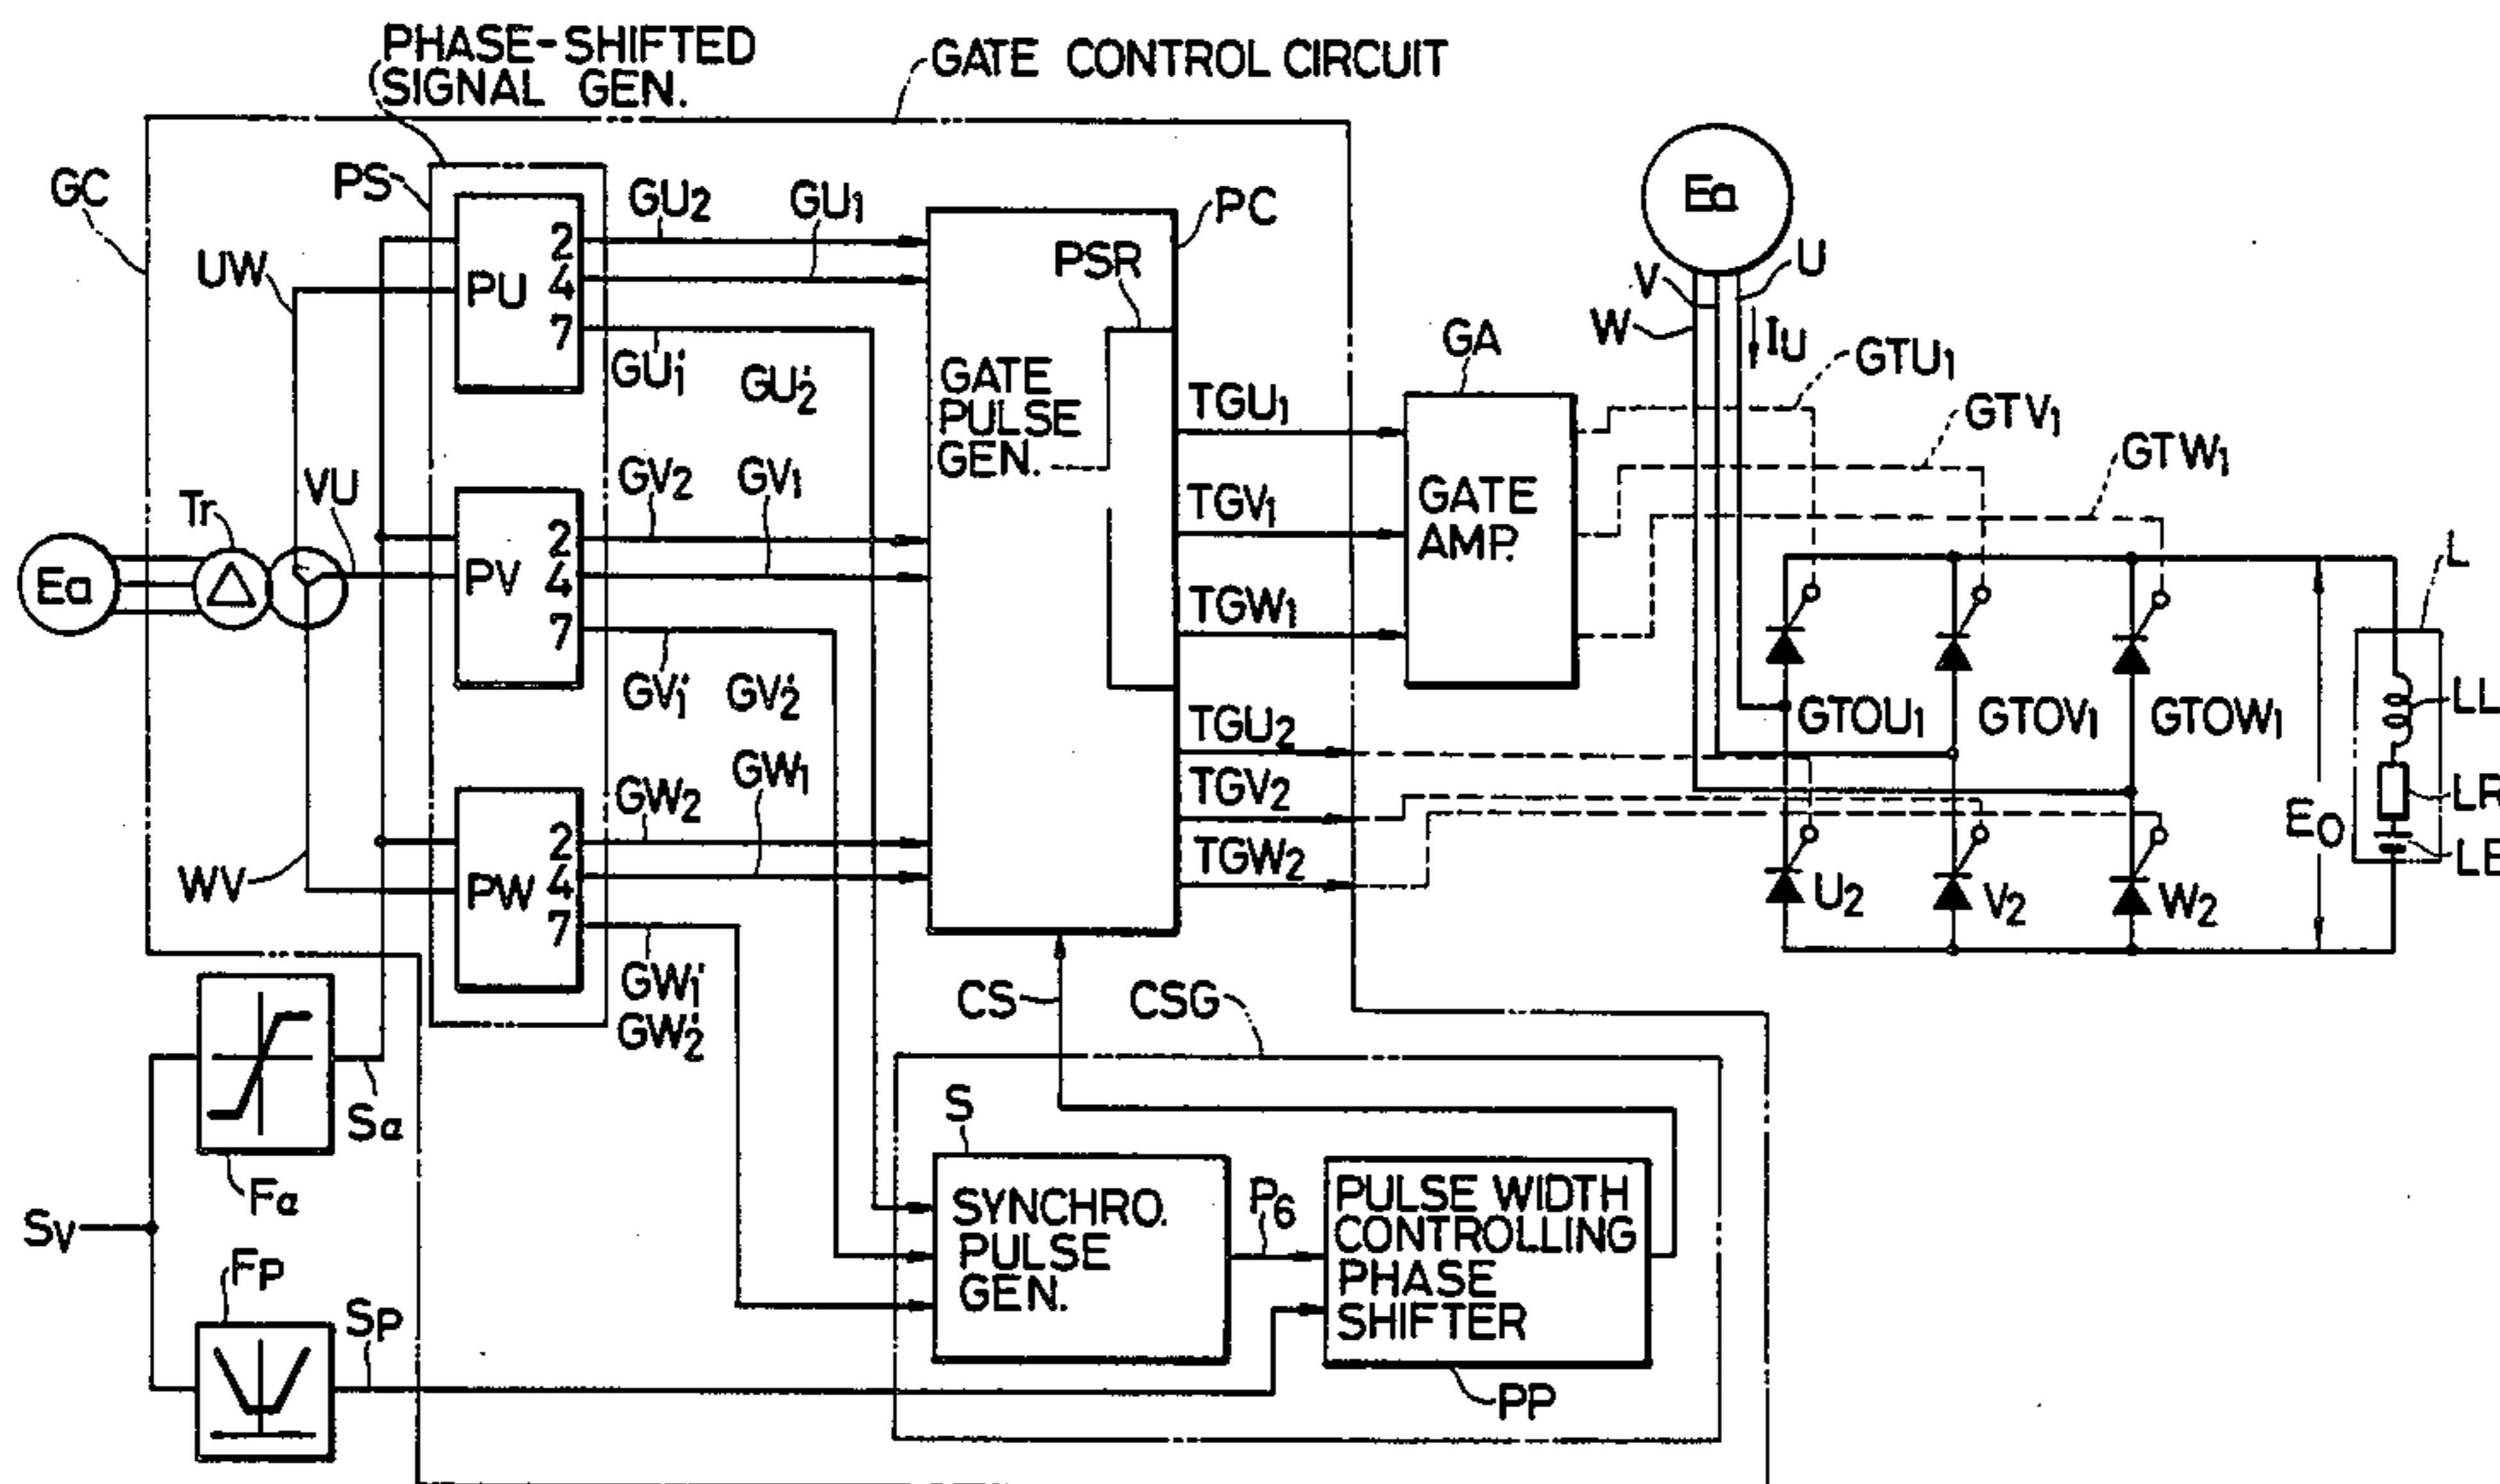 PHASE-SHIFTED
SIGNAL GEN.
GATE CONTROL CIRCUIT
GC
PS
UW
PU
2
4
7
GU2
GU1
GU1'
GU2'
PC
PSR
GATE
PULSE
GEN.
Ea
V
U
W
IU
GA
GTU1
GTV1
GTW1
TGU1
TGV1
TGW1
GATE
AMP.
Tr
VU
Ea
PV
2
4
7
GV2
GV1
GV1'
GV2'
L
LL
LR
LE
GTOU1
GTOV1
GTOW1
TGU2
TGV2
TGW2
EO
U2
V2
W2
WV
PW
2
4
7
GW2
GW1
GW1'
GW2'
CS
CSG
Sα
Fα
SV
FP
SP
S
SYNCHRO.
PULSE
GEN.
P6
PULSE WIDTH
CONTROLLING
PHASE
SHIFTER
PP